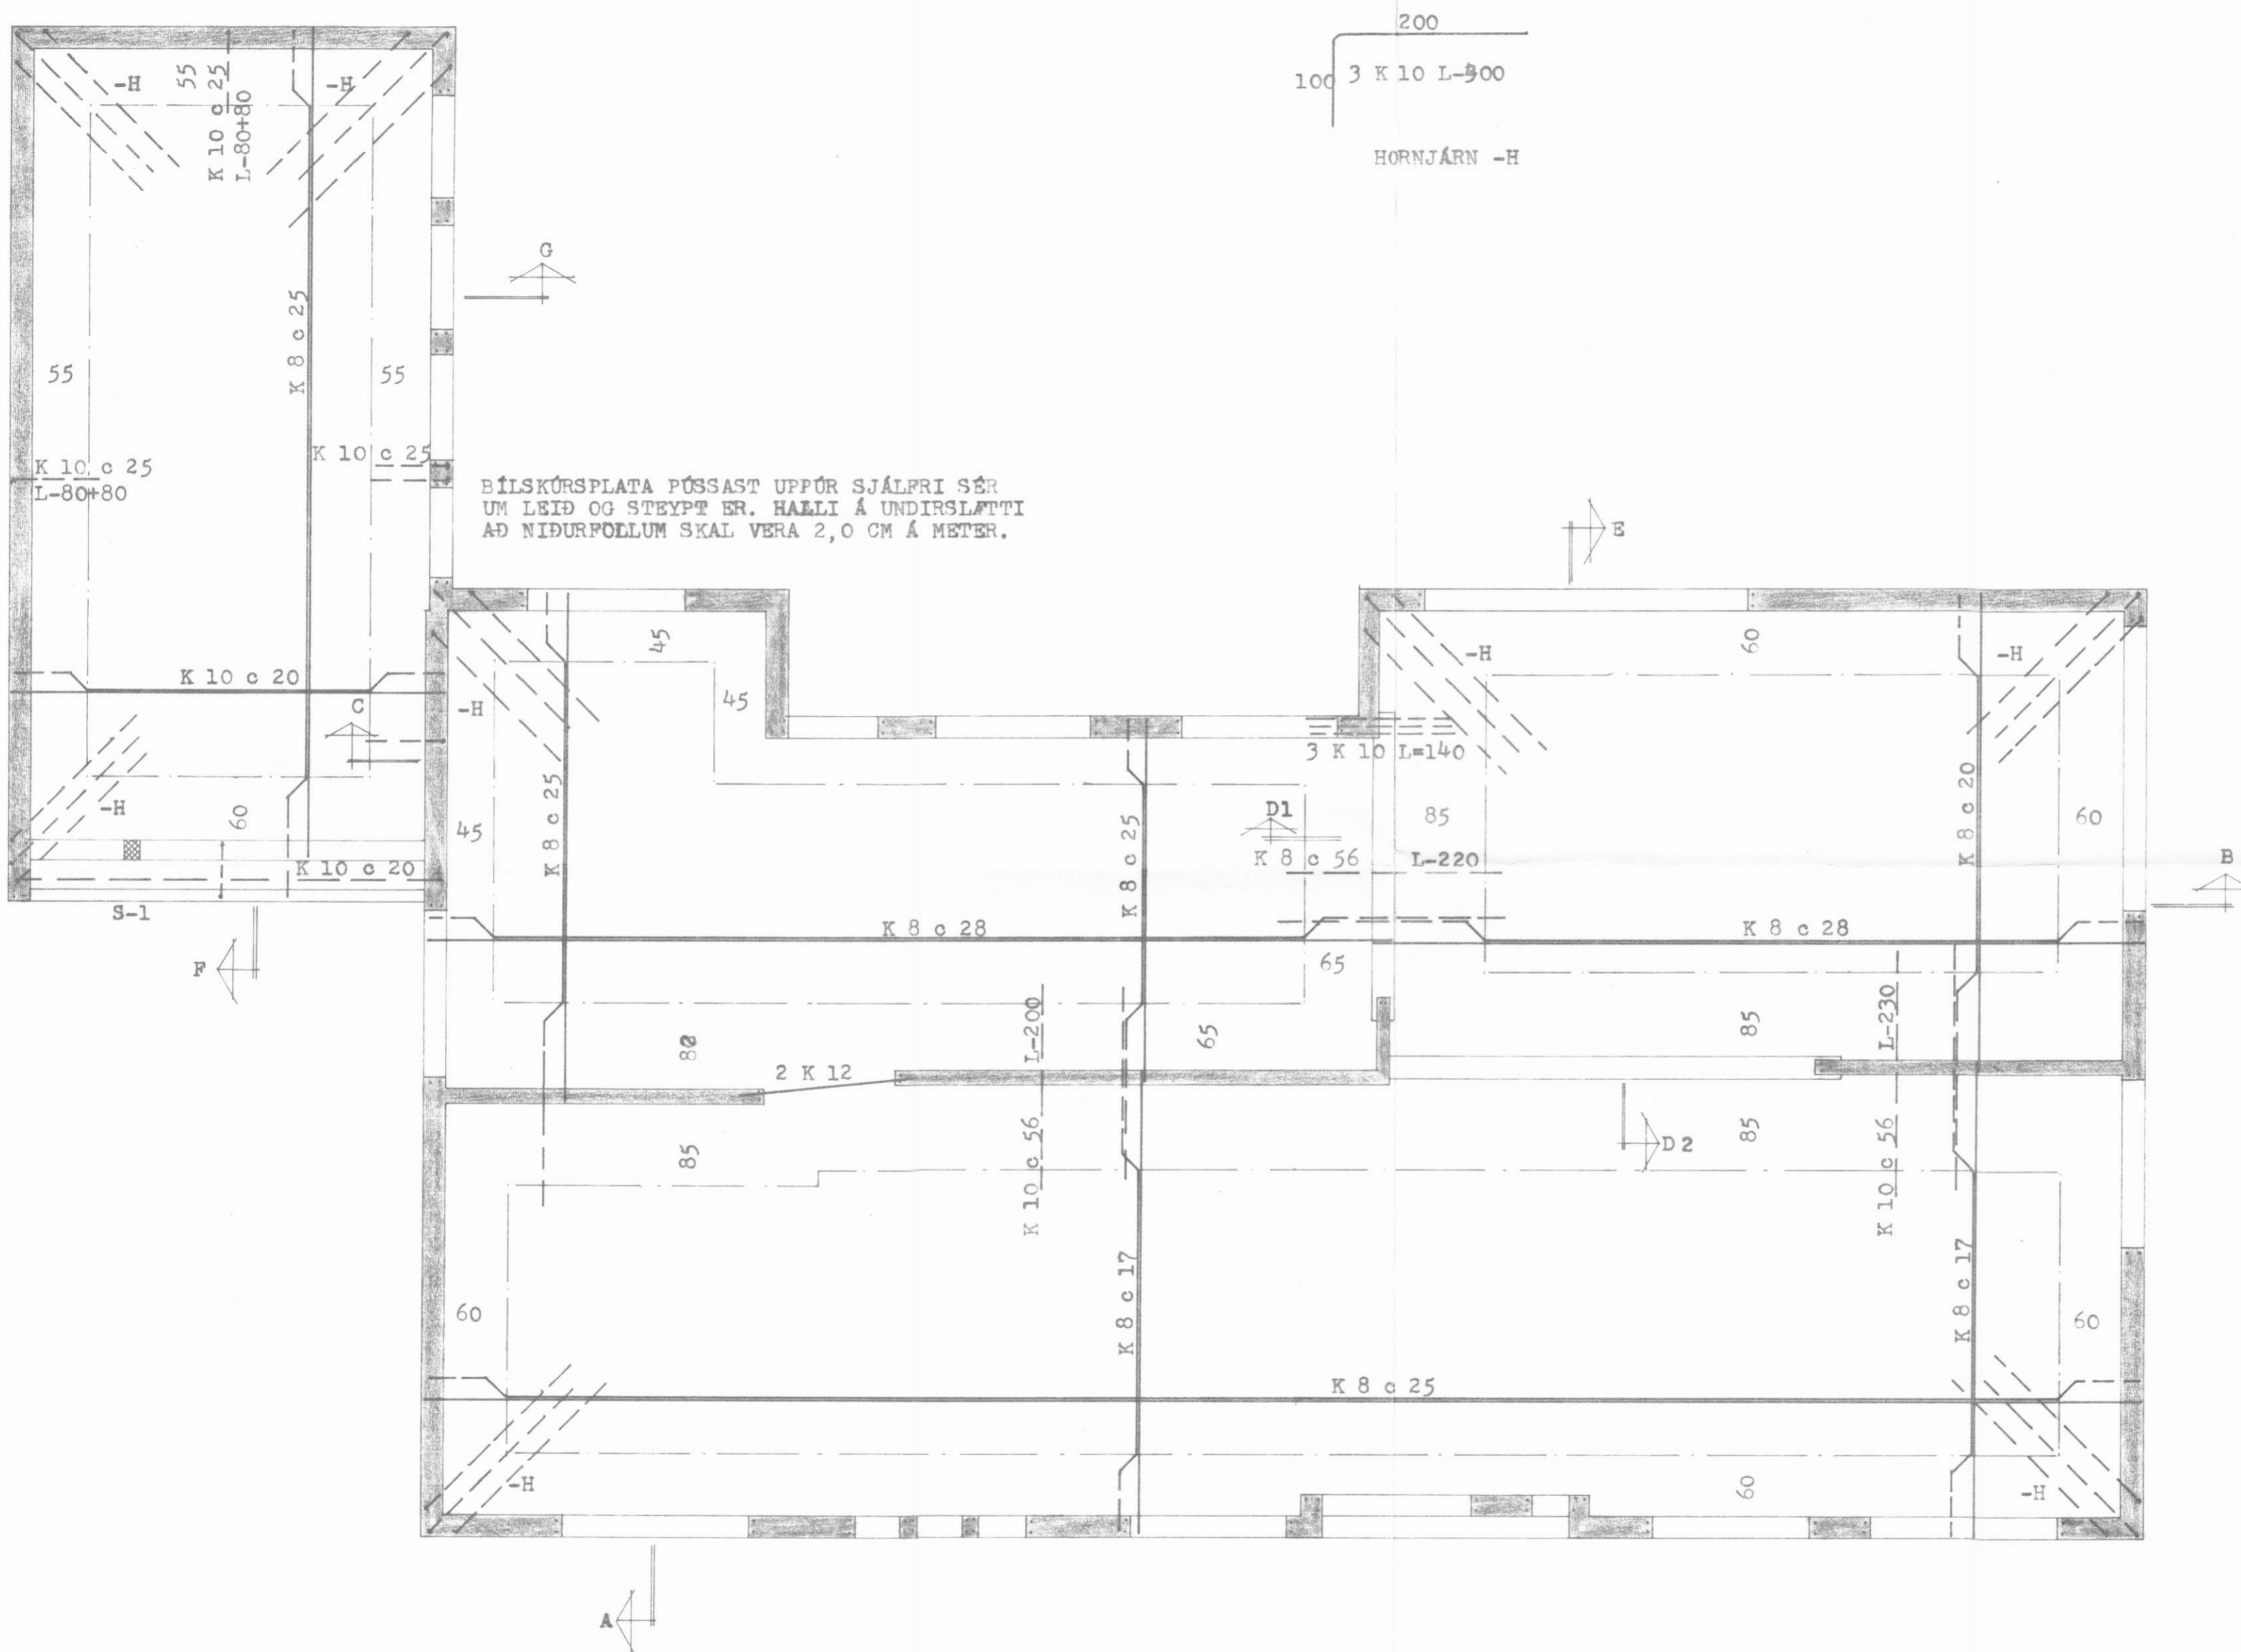 200
100
3 K 10 L-300
HORNJÁRN -H
-H
55
K 10 c 25
L-80+80
-H
G
K 8 c 25
55
55
K 10 c 25
L-80+80
K 10 c 25
BÍLSKÚRSPLATA PÚSSAST UPPÚR SJÁLFRI SÉR
UM LEIÐ OG STEYPT ER. HALLI Á UNDIRSLÆTTI
AÐ NIÐURFÖLLUM SKAL VERA 2,0 CM Á METER.
E
45
60
-H
-H
K 10 c 20
C
-H
45
3 K 10 L=140
K 8 c 25
K 8 c 25
K 8 c 20
-H
60
45
D1
85
60
K 8 c 56
L-220
B
K 10 c 20
S-1
K 8 c 28
K 8 c 28
F
65
82
L-200
65
85
L-230
2 K 12
85
K 10 c 56
D2
85
K 10 c 56
60
K 8 c 17
K 8 c 17
60
K 8 c 25
-H
60
-H
A